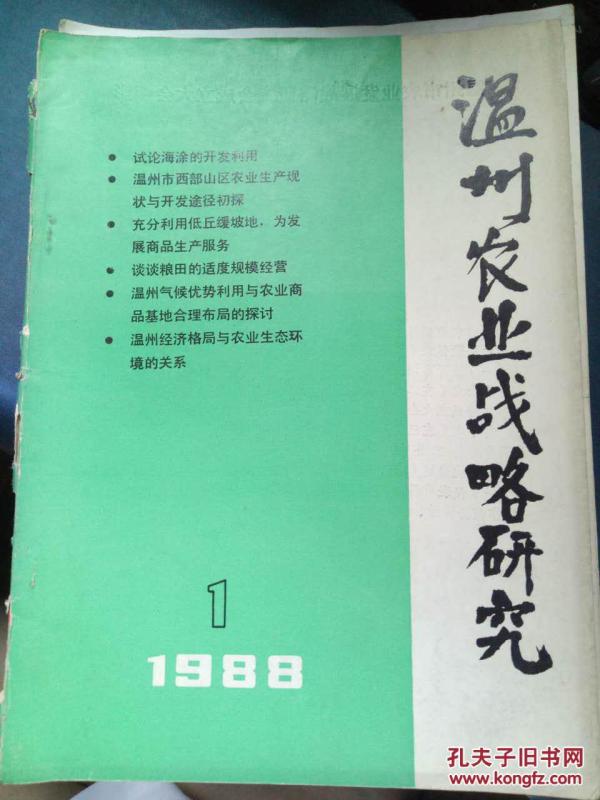 温州农业战略研究
● 试论海涂的开发利用
● 温州市西部山区农业生产现
状与开发途径初探
● 充分利用低丘缓坡地，为发
展商品生产服务
● 谈谈粮田的适度规模经营
● 温州气候优势利用与农业商
品基地合理布局的探讨
● 温州经济格局与农业生态环
境的关系
1
1988
孔夫子旧书网
www.kongfz.com